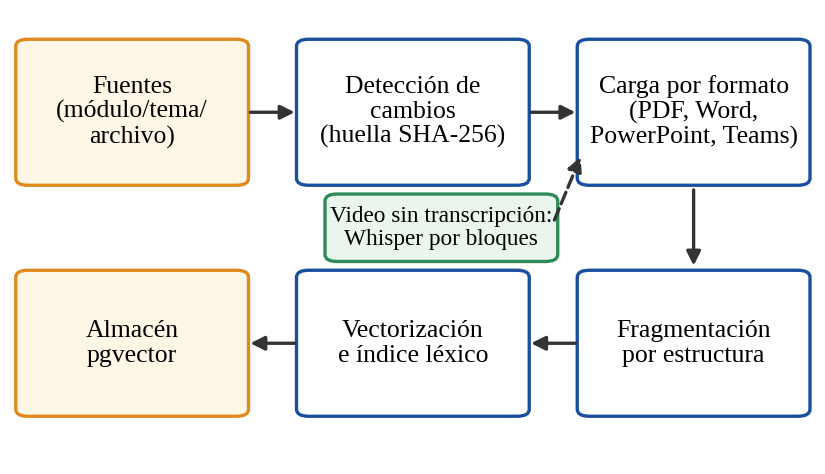 Fuentes
(módulo/tema/
archivo)
Detección de
cambios
(huella SHA-256)
Carga por formato
(PDF, Word,
PowerPoint, Teams)
Video sin transcripción:
Whisper por bloques
Almacén
pgvector
Vectorización
e índice léxico
Fragmentación
por estructura